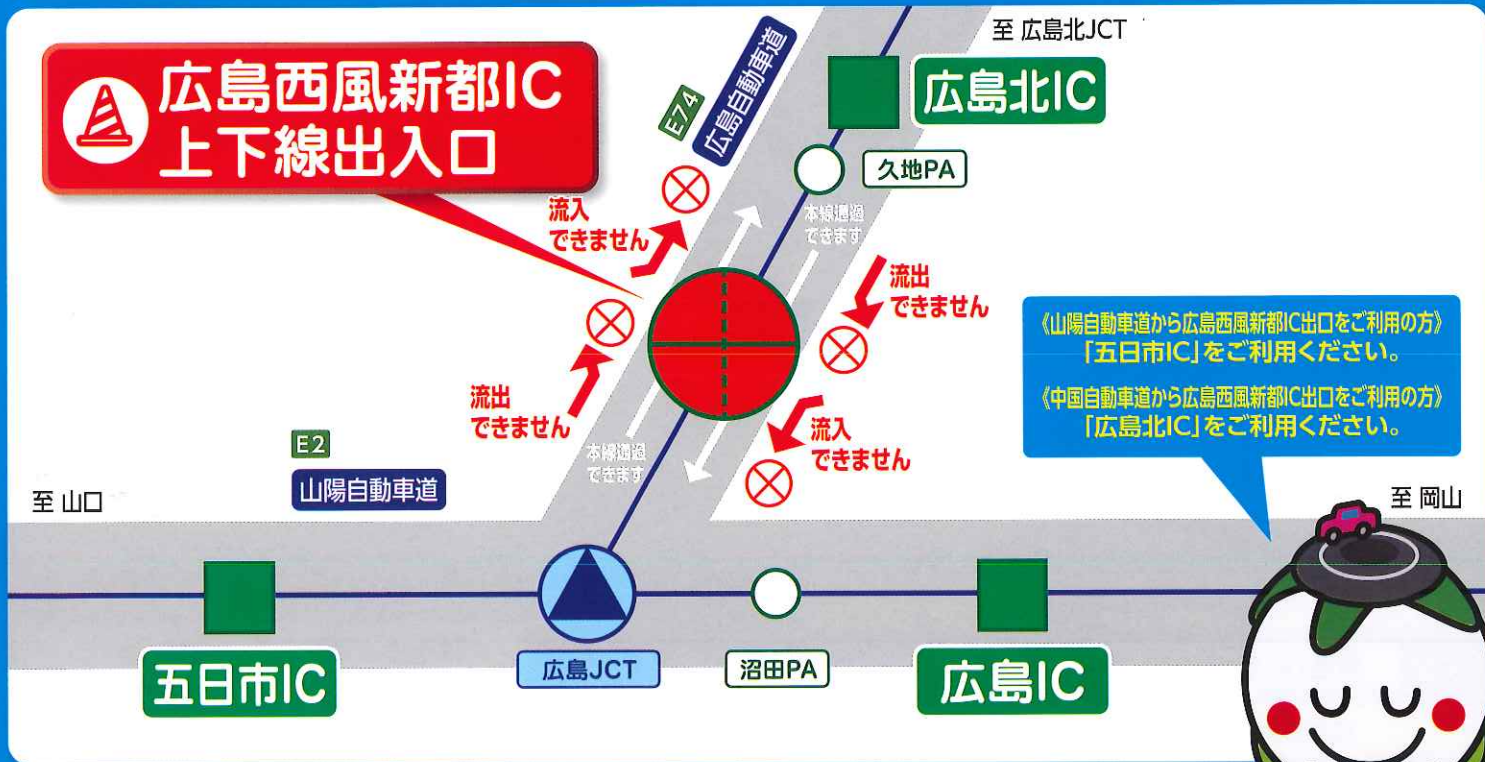 至 広島北JCT
広島西風新都IC
上下線出入口
E74
広島自動車道
広島北IC
久地PA
流入
できません
本線通過
できます
流出
できません
流出
できません
流入
できません
本線通過
できます
《山陽自動車道から広島西風新都IC出口をご利用の方》
「五日市IC」をご利用ください。
《中国自動車道から広島西風新都IC出口をご利用の方》
「広島北IC」をご利用ください。
E2
山陽自動車道
至 山口
至 岡山
五日市IC
広島JCT
沼田PA
広島IC